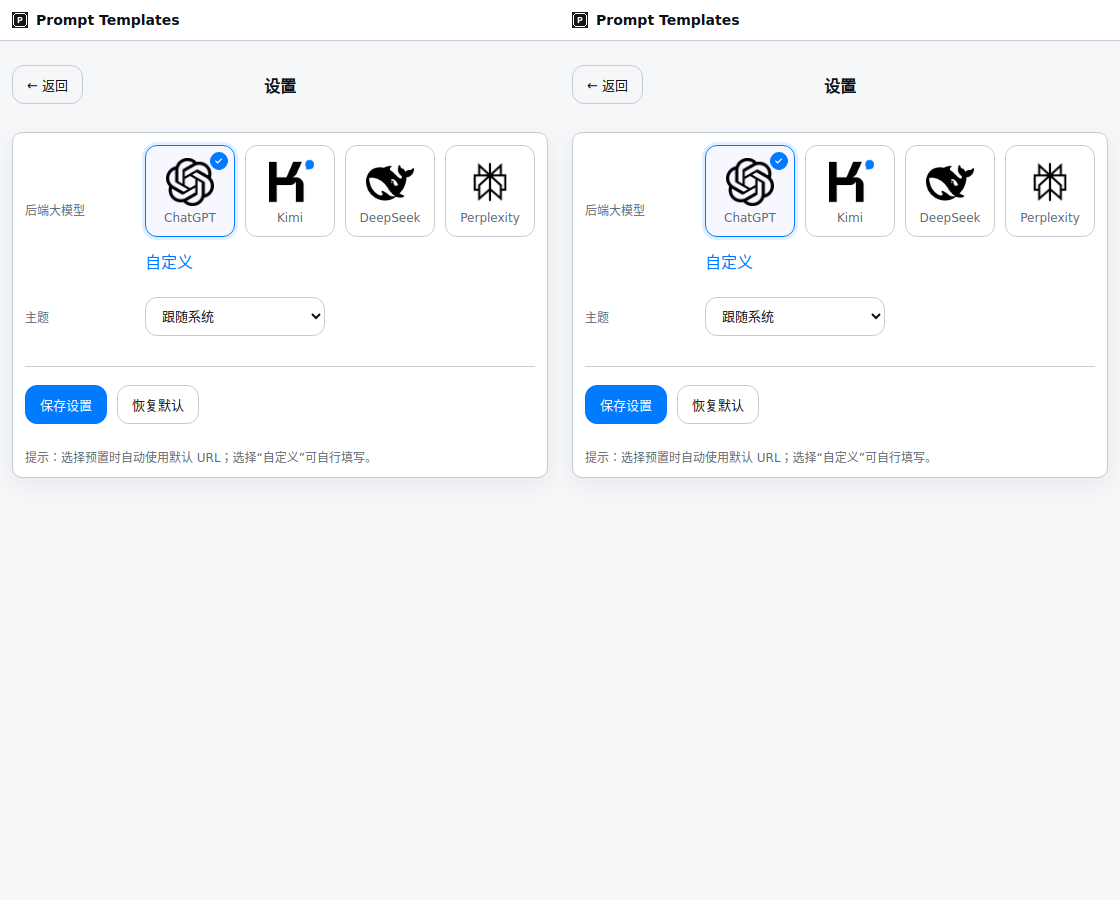 Prompt Templates
← 返回
设置
后端大模型
ChatGPT
Kimi
DeepSeek
Perplexity
自定义
主题
跟随系统
保存设置
恢复默认
提示：选择预置时自动使用默认 URL；选择“自定义”可自行填写。
Prompt Templates
← 返回
设置
后端大模型
ChatGPT
Kimi
DeepSeek
Perplexity
自定义
主题
跟随系统
保存设置
恢复默认
提示：选择预置时自动使用默认 URL；选择“自定义”可自行填写。